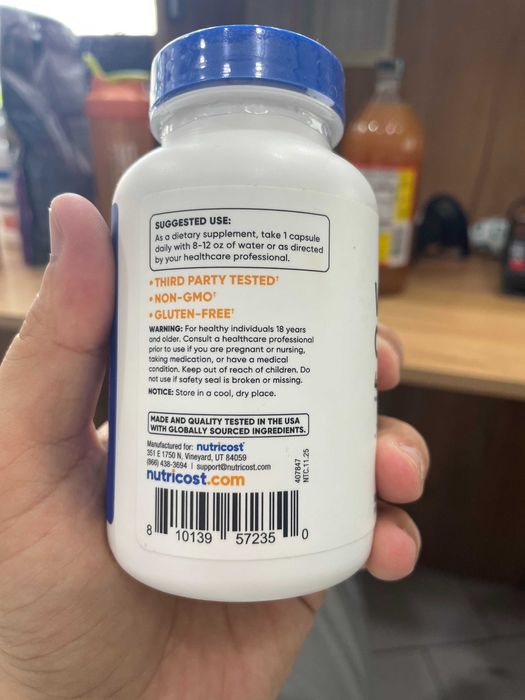 SUGGESTED USE:
As a dietary supplement, take 1 capsule
daily with 8-12 oz of water or as directed
by your healthcare professional.
• THIRD PARTY TESTED†
• NON-GMO†
• GLUTEN-FREE†
WARNING: For healthy individuals 18 years
and older. Consult a healthcare professional
prior to use if you are pregnant or nursing,
taking medication, or have a medical
condition. Keep out of reach of children. Do
not use if safety seal is broken or missing.
NOTICE: Store in a cool, dry place.
MADE AND QUALITY TESTED IN THE USA
WITH GLOBALLY SOURCED INGREDIENTS.
Manufactured for: nutricost
351 E 1750 N, Vineyard, UT 84059
(866) 438-3694 | support@nutricost.com
nutricost.com
407847
NTC.11.25
8 10139 57235 0